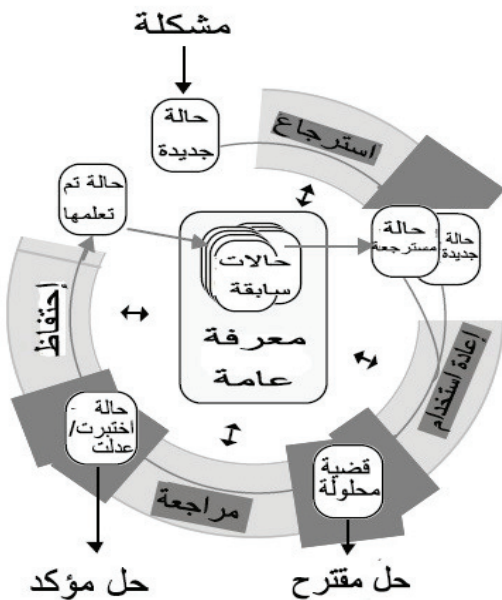 مشكلة
حالة
جديدة
استرجاع
حالة تم
تعلمها
حالة
مسترجعة
حالة
جديدة
حالات
سابقة
معرفة
عامة
إحتفاظ
إعادة استخدام
حالة
اختبرت/
عدلت
قضية
محلولة
مراجعة
حل مؤكد
حل مقترح